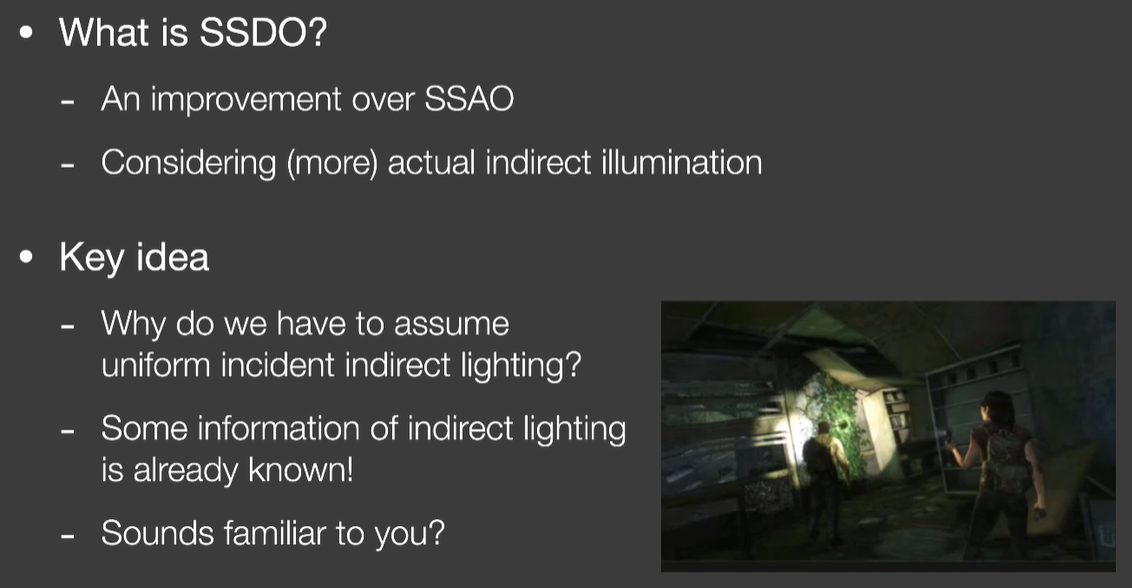 • What is SSDO?
- An improvement over SSAO
- Considering (more) actual indirect illumination
• Key idea
- Why do we have to assume
uniform incident indirect lighting?
- Some information of indirect lighting
is already known!
- Sounds familiar to you?